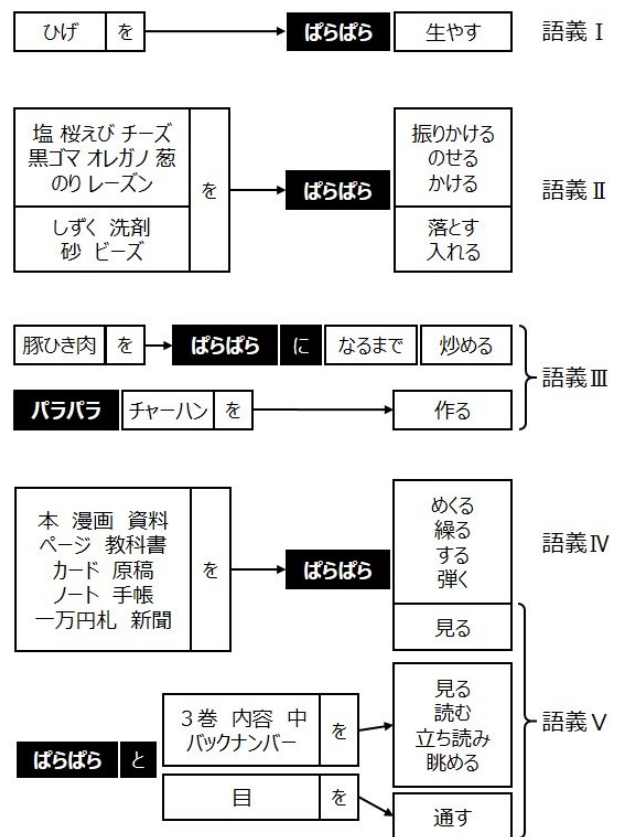 ひげ を ぱらぱら 生やす 語義Ⅰ
塩 桜えび チーズ
黒ゴマ オレガノ 葱
のり レーズン
しずく 洗剤
砂 ビーズ
を
ぱらぱら
振りかける
のせる
かける
落とす
入れる
語義Ⅱ
豚ひき肉 を ぱらぱら に なるまで 炒める
パラパラ チャーハン を 作る
語義Ⅲ
本 漫画 資料
ページ 教科書
カード 原稿
ノート 手帳
一万円札 新聞
を
ぱらぱら
めくる
繰る
する
弾く
見る
語義Ⅳ
ぱらぱら と
3巻 内容 中
バックナンバー
を
見る
読む
立ち読み
眺める
目 を 通す
語義Ⅴ